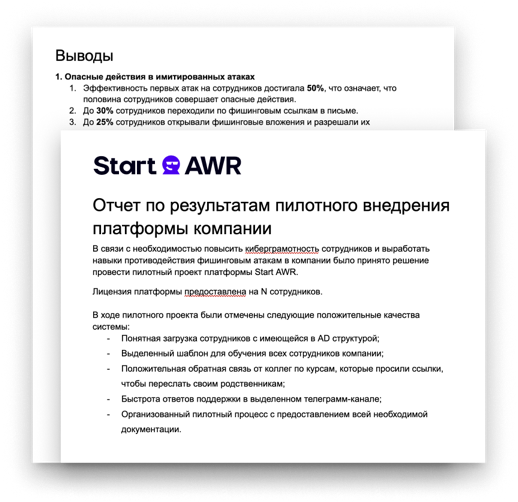 Выводы
1. Опасные действия в имитированных атаках
1. Эффективность первых атак на сотрудников достигала 50%, что означает, что
половина сотрудников совершает опасные действия.
2. До 30% сотрудников переходили по фишинговым ссылкам в письме.
3. До 25% сотрудников открывали фишинговые вложения и разрешали их
Start AWR
Отчет по результатам пилотного внедрения
платформы компании
В связи с необходимостью повысить киберграмотность сотрудников и выработать
навыки противодействия фишинговым атакам в компании было принято решение
провести пилотный проект платформы Start AWR.
Лицензия платформы предоставлена на N сотрудников.
В ходе пилотного проекта были отмечены следующие положительные качества
системы:
- Понятная загрузка сотрудников с имеющейся в AD структурой;
- Выделенный шаблон для обучения всех сотрудников компании;
- Положительная обратная связь от коллег по курсам, которые просили ссылки,
чтобы переслать своим родственникам;
- Быстрота ответов поддержки в выделенном телеграмм-канале;
- Организованный пилотный процесс с предоставлением всей необходимой
документации.